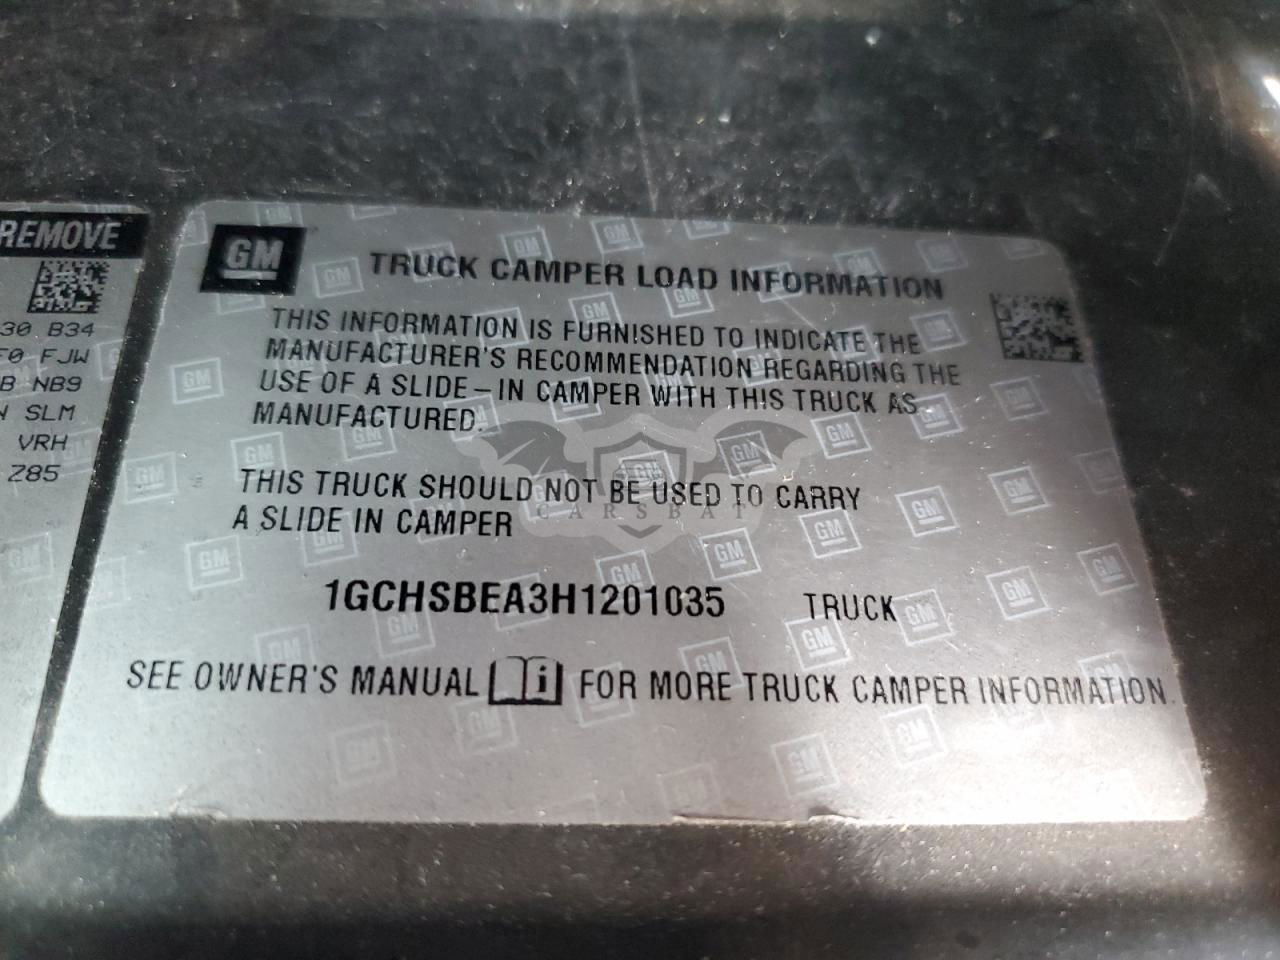 REMOVE
30 B34
F0 FJW
B NB9
SLM
VRH
Z85
GM TRUCK CAMPER LOAD INFORMATION
THIS INFORMATION IS FURNISHED TO INDICATE THE
MANUFACTURER'S RECOMMENDATION REGARDING THE
USE OF A SLIDE-IN CAMPER WITH THIS TRUCK AS
MANUFACTURED.
THIS TRUCK SHOULD NOT BE USED TO CARRY
A SLIDE IN CAMPER
CARSBAT
1GCHSBEA3H1201035 TRUCK
SEE OWNER'S MANUAL FOR MORE TRUCK CAMPER INFORMATION.